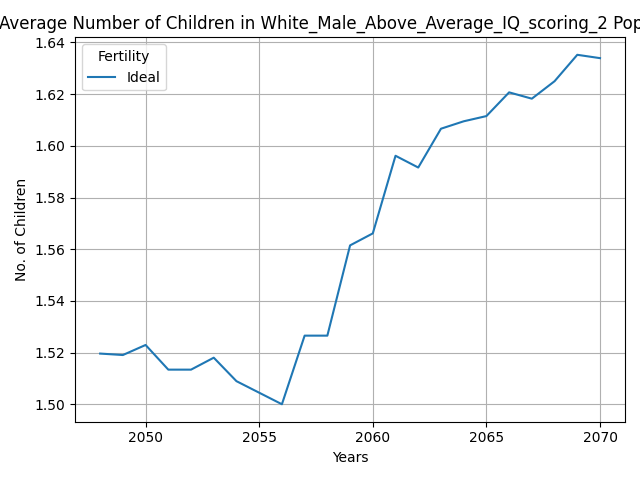 Average Number of Children in White_Male_Above_Average_IQ_scoring_2 Pop
1.64
Fertility
Ideal
1.62
1.60
1.58
1.56
1.54
1.52
1.50
No. of Children
2050
2055
2060
2065
2070
Years